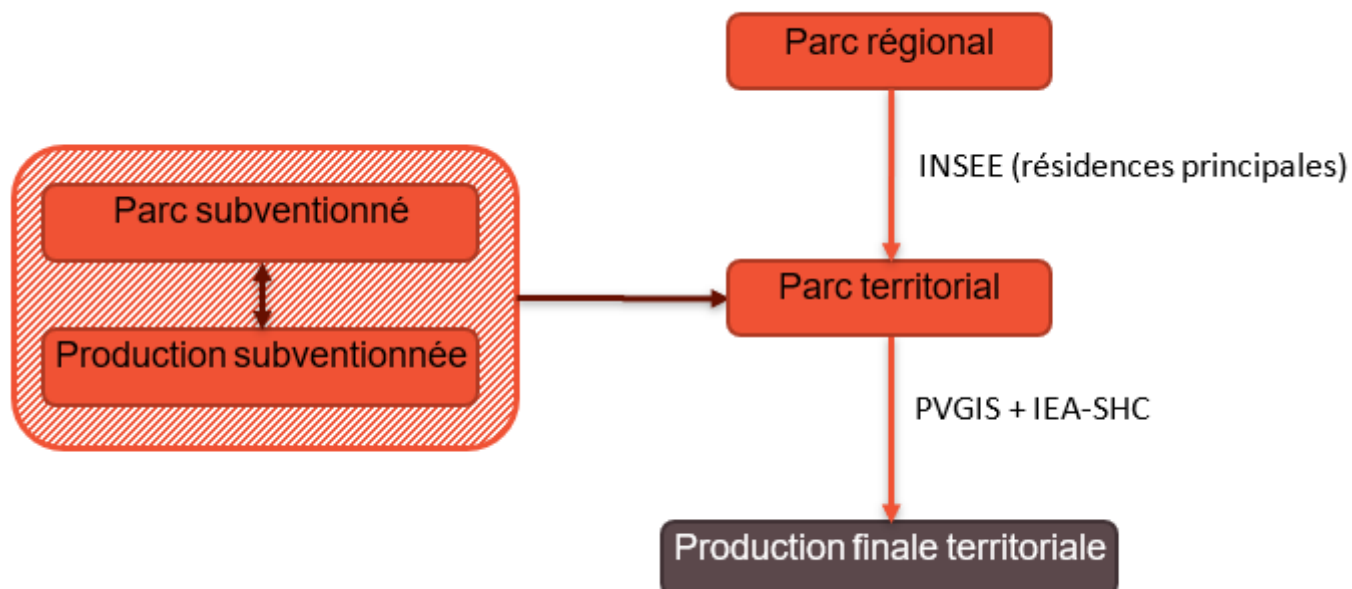 Parc régional
INSEE (résidences principales)
Parc subventionné
Production subventionnée
Parc territorial
PVGIS + IEA-SHC
Production finale territoriale